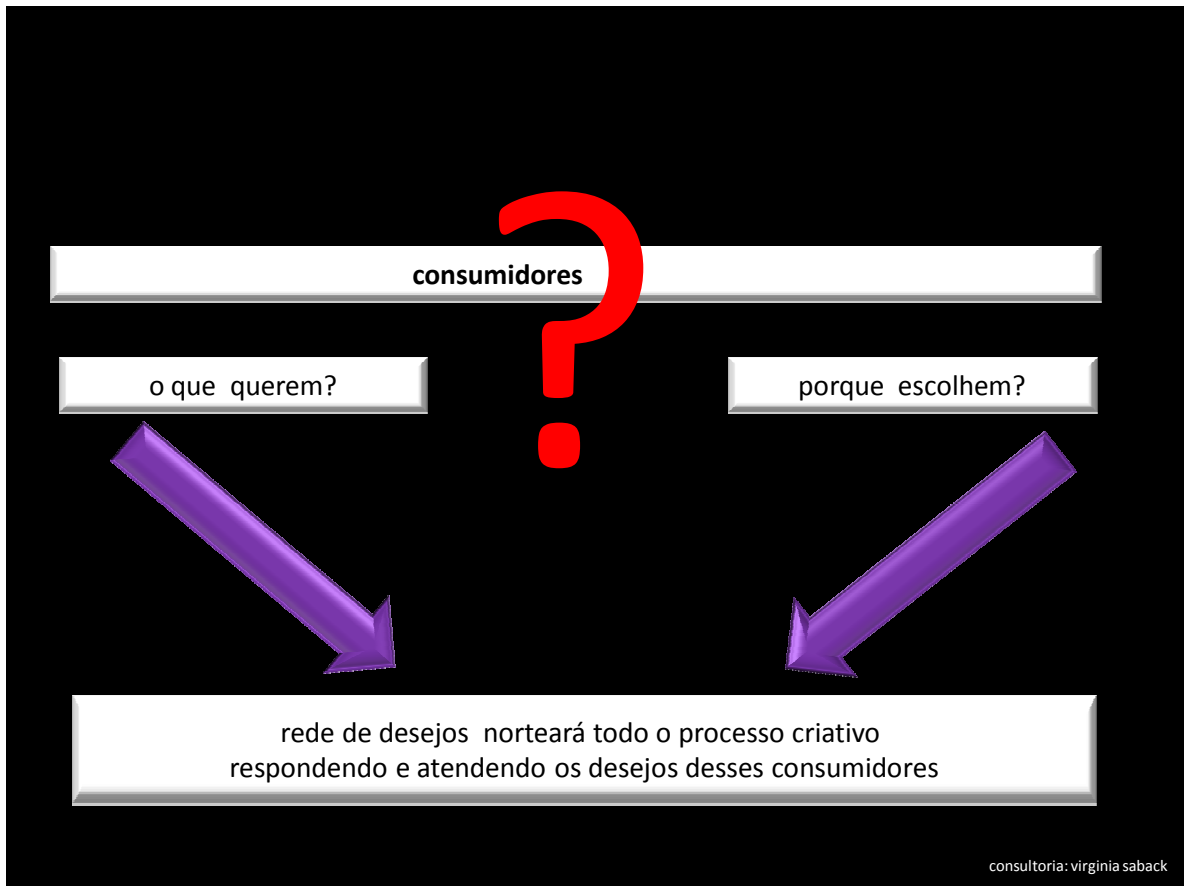 consumidores
?
o que querem?
porque escolhem?
rede de desejos norteará todo o processo criativo
respondendo e atendendo os desejos desses consumidores
consultoria: virginia saback